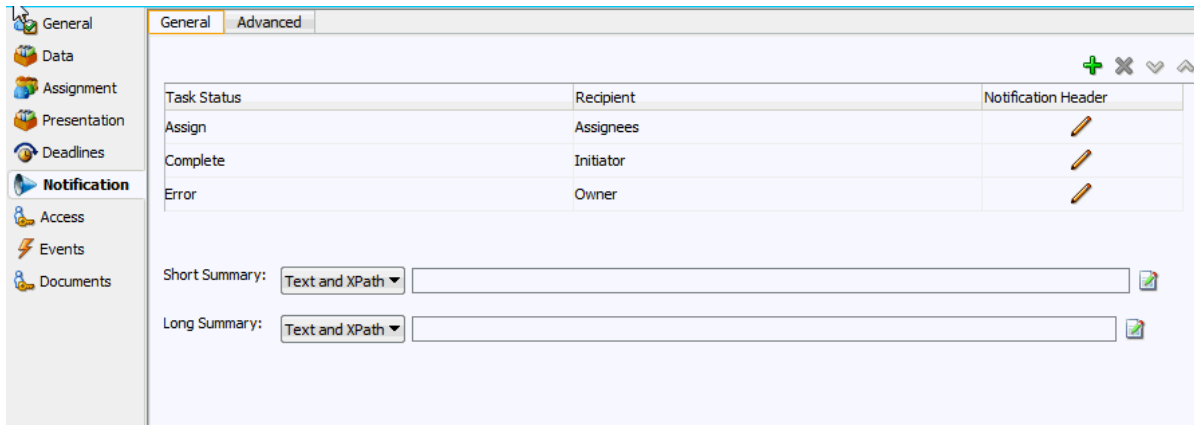 General
Data
Assignment
Presentation
Deadlines
Notification
Access
Events
Documents
General Advanced
Task Status Recipient Notification Header
Assign Assignees
Complete Initiator
Error Owner
Short Summary: Text and XPath
Long Summary: Text and XPath